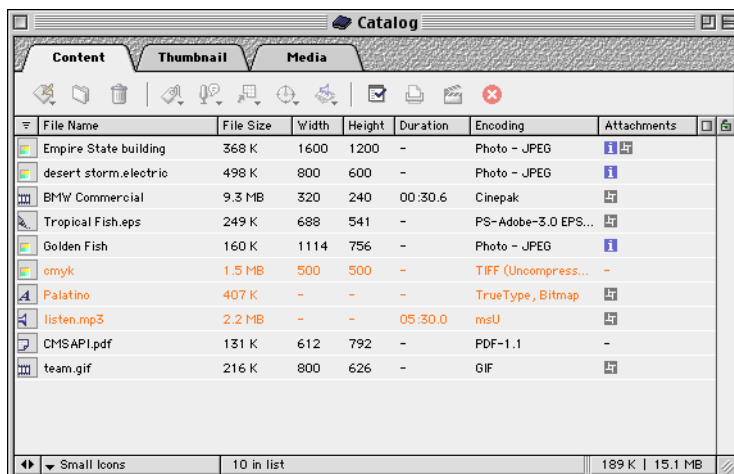 Catalog
Content Thumbnail Media
File Name File Size Width Height Duration Encoding Attachments
Empire State building 368 K 1600 1200 - Photo - JPEG
desert storm.electric 498 K 800 600 - Photo - JPEG
BMW Commercial 9.3 MB 320 240 00:30.6 Cinepak
Tropical Fish.eps 249 K 688 541 - PS-Adobe-3.0 EPS...
Golden Fish 160 K 1114 756 - Photo - JPEG
cmyk 1.5 MB 500 500 - TIFF (Uncompress... -
Palatino 407 K - - - TrueType, Bitmap
listen.mp3 2.2 MB - - 05:30.0 msU
CMSAPI.pdf 131 K 612 792 - PDF-1.1 -
team.gif 216 K 800 626 - GIF
Small Icons 10 in list 189 K | 15.1 MB